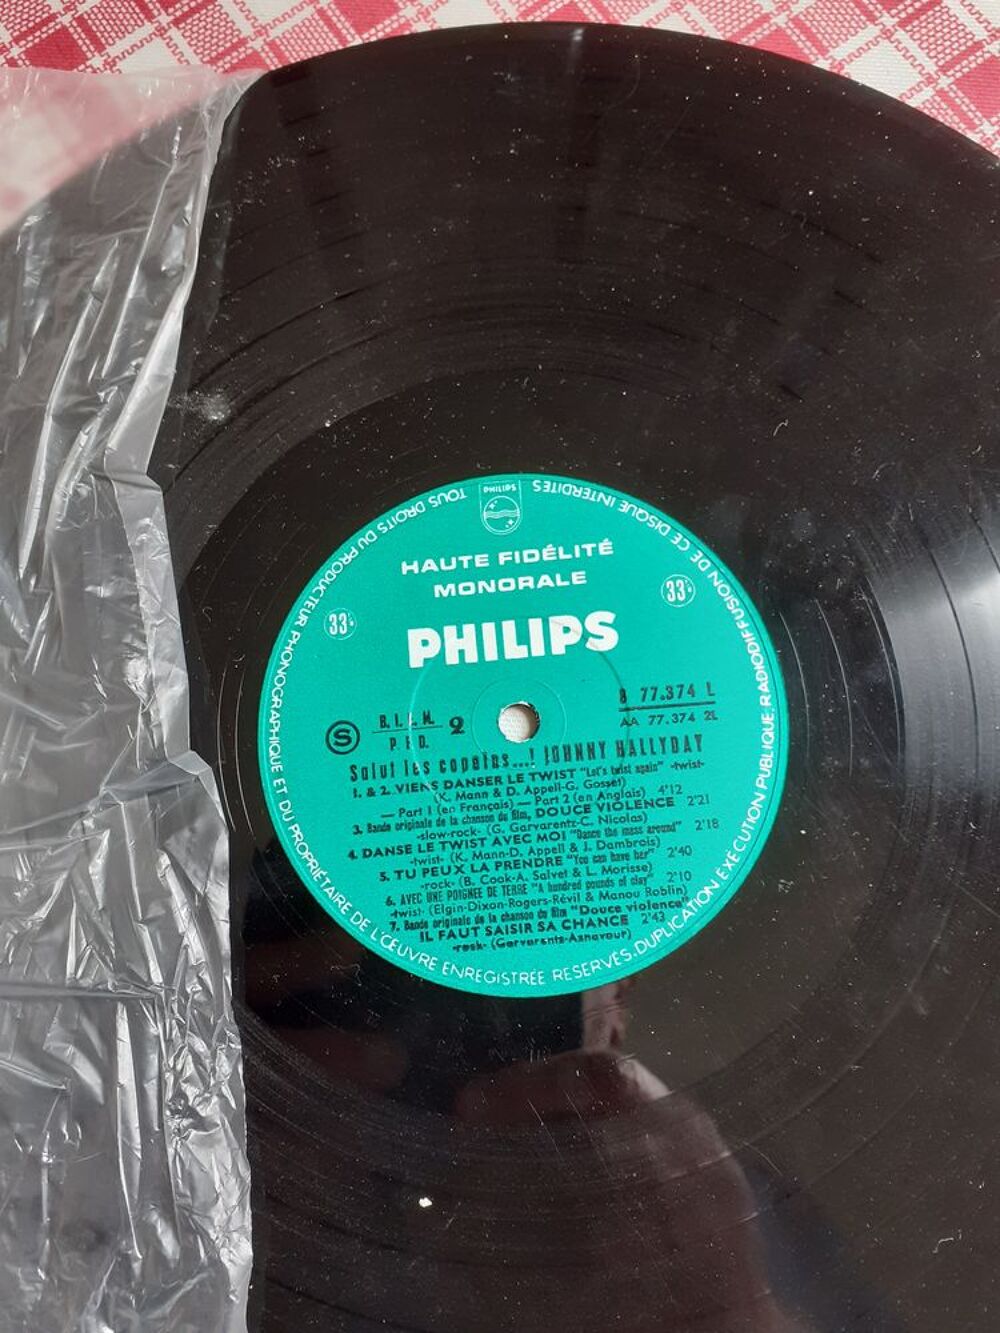 PHILIPS
HAUTE FIDÉLITÉ
MONORALE
33
33
PHILIPS
B 77.374 L
AA 77.374 2L
S
B. I. E. M.
2
Salut les copains...! JOHNNY HALLYDAY
1. & 2. VIENS DANSER LE TWIST "Let's twist again" -twist-
(K. Mann & D. Appell-G. Gosset)
— Part 1 (en Français) — Part 2 (en Anglais) 4'12
3. Bande originale de la chanson du film, DOUCE VIOLENCE 2'21
-slow-rock- (G. Garvarentz-C. Nicolas)
4. DANSE LE TWIST AVEC MOI "Dance the mess around" 2'18
-twist- (K. Mann-D. Appell & J. Dambrois)
5. TU PEUX LA PRENDRE "You can have her" 2'40
-rock- (B. Cook-A. Salvet & L. Morisse)
6. AVEC UNE POIGNEE DE TERRE "A hundred pounds of clay" 2'10
-twist- (Elgin-Dixon-Rogers-Révil & Manou Roblin)
7. Bande originale de la chanson du film "Douce violence"
IL FAUT SAISIR SA CHANCE 2'43
-rock- (Garvarentz-Aznavour)
TOUS DROITS DU PRODUCTEUR PHONOGRAPHIQUE ET DU PROPRIÉTAIRE DE L'ŒUVRE ENREGISTRÉE RESERVÉS. DUPLICATION EXÉCUTION PUBLIQUE RADIODIFFUSION DE CE DISQUE INTERDITES